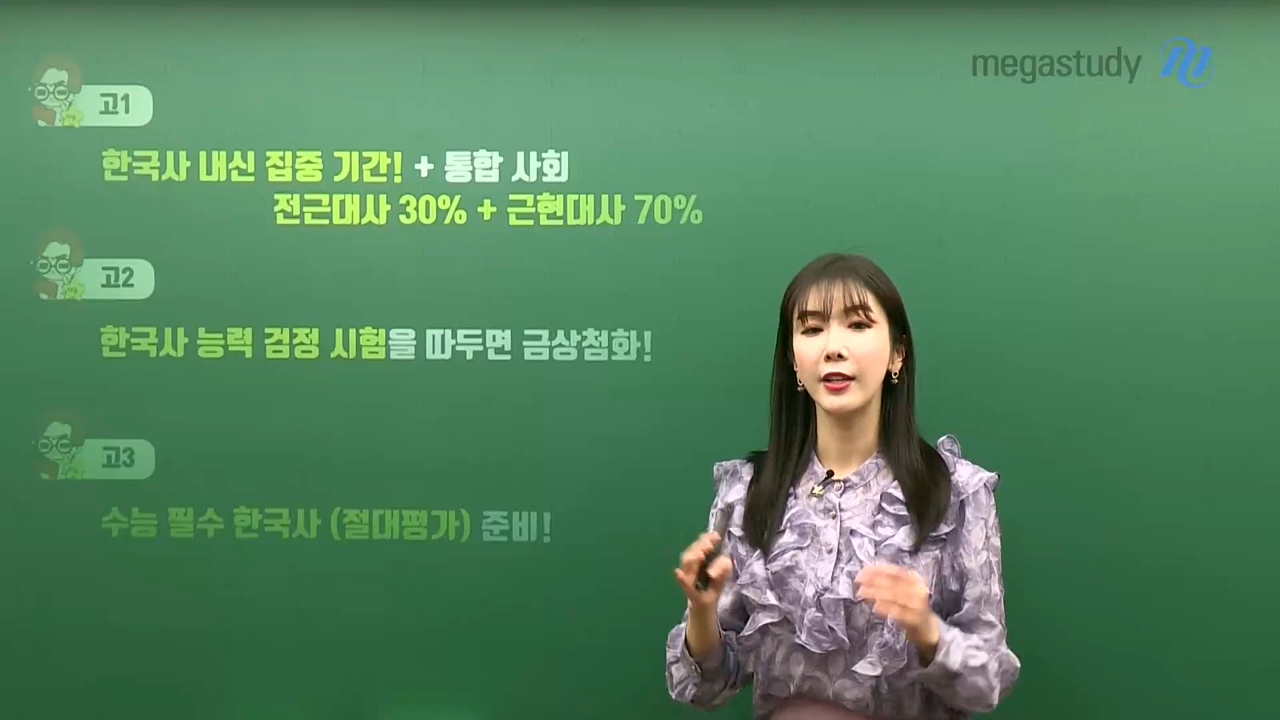 megastudy
고1
한국사 내신 집중 기간! + 통합 사회
전근대사 30% + 근현대사 70%
고2
한국사 능력 검정 시험을 따두면 금상첨화!
고3
수능 필수 한국사 (절대평가) 준비!